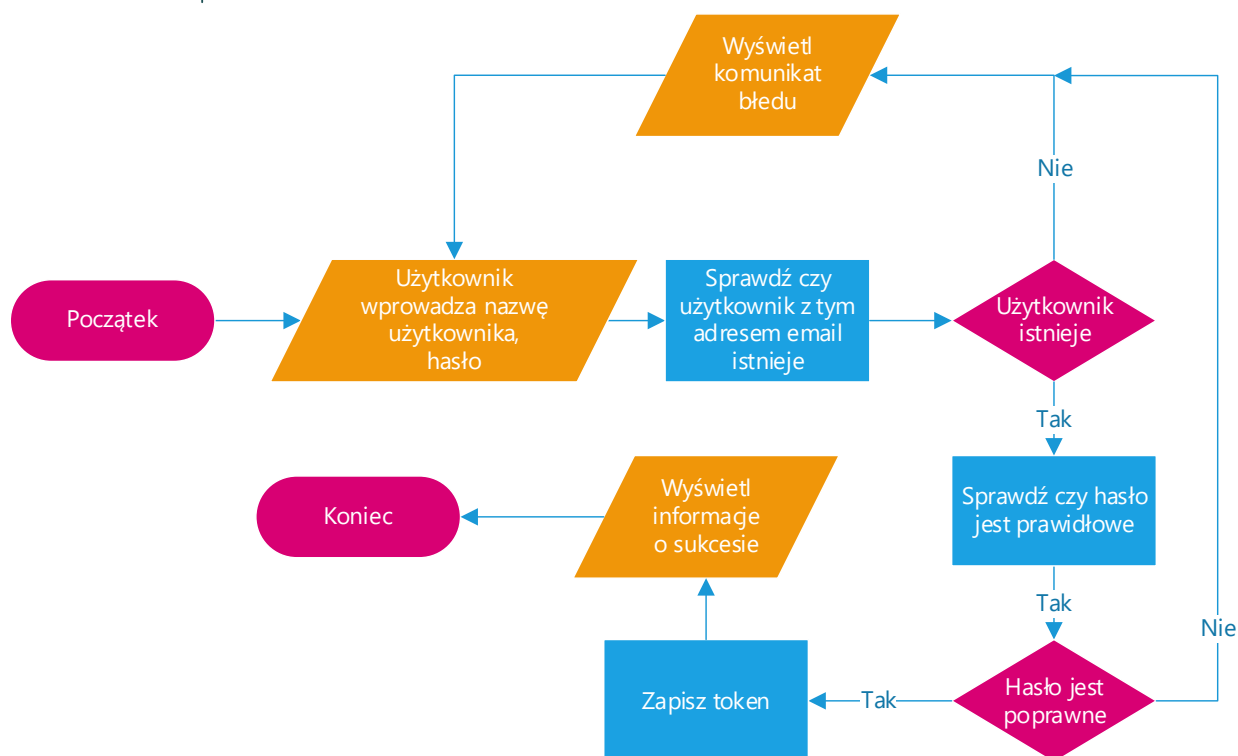 Wyświetl
komunikat
błedu
Nie
Początek
Użytkownik
wprowadza nazwę
użytkownika,
hasło
Sprawdź czy
użytkownik z tym
adresem email
istnieje
Użytkownik
istnieje
Tak
Sprawdź czy hasło
jest prawidłowe
Tak
Nie
Hasło jest
poprawne
Tak
Zapisz token
Wyświetl
informacje
o sukcesie
Koniec